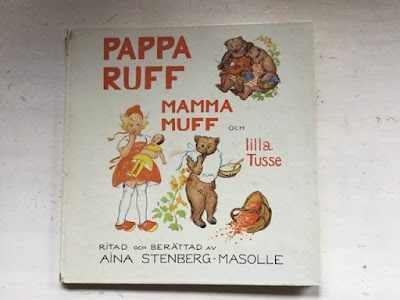 PAPPA
RUFF
MAMMA
MUFF OCH lilla
Tusse
RITAD OCH BERÄTTAD AV
AINA STENBERG-MASOLLE